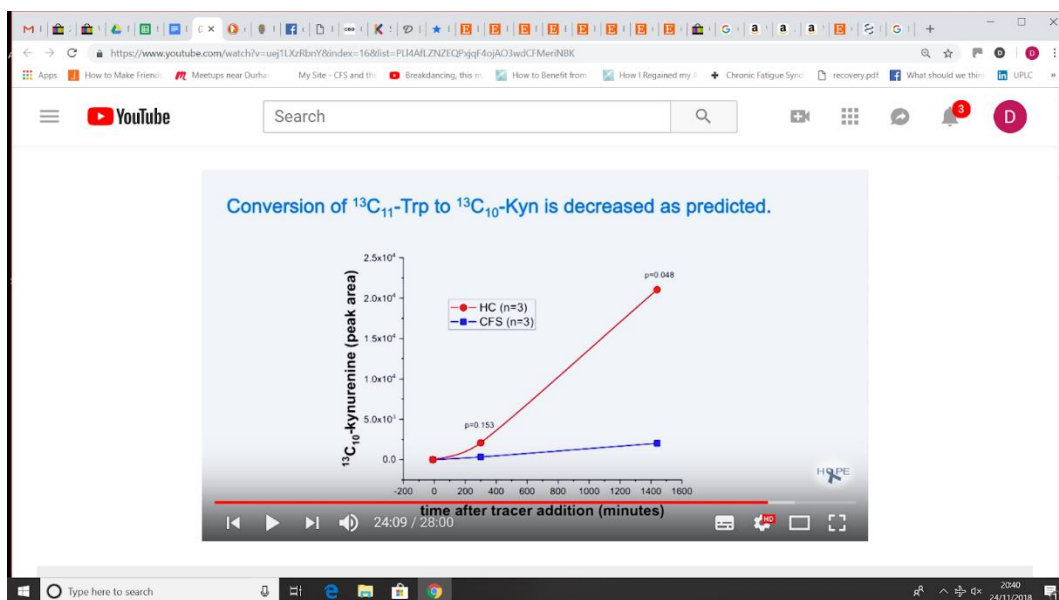 https://www.youtube.com/watch?v=uej1LXzRbnY&index=16&list=PLl4AfLZNZEQPxjqF4ojAO3wdCFMeriNBK
Apps How to Make Friends Meetups near Durha My Site - CFS and th Breakdancing, this m How to Benefit from How I Regained my Chronic Fatigue Sync recovery.pdf What should we thin UPLC »
YouTube
Search
3
D
Conversion of ¹³C₁₁-Trp to ¹³C₁₀-Kyn is decreased as predicted.
¹³C₁₀-kynurenine (peak area)
2.5x10⁴
2.0x10⁴
1.5x10⁴
1.0x10⁴
5.0x10³
0.0
HC (n=3)
CFS (n=3)
p=0.048
p=0.153
-200 0 200 400 600 800 1000 1200 1400 1600
time after tracer addition (minutes)
HOPE
24:09 / 28:00
HD
Type here to search
20:40
24/11/2018